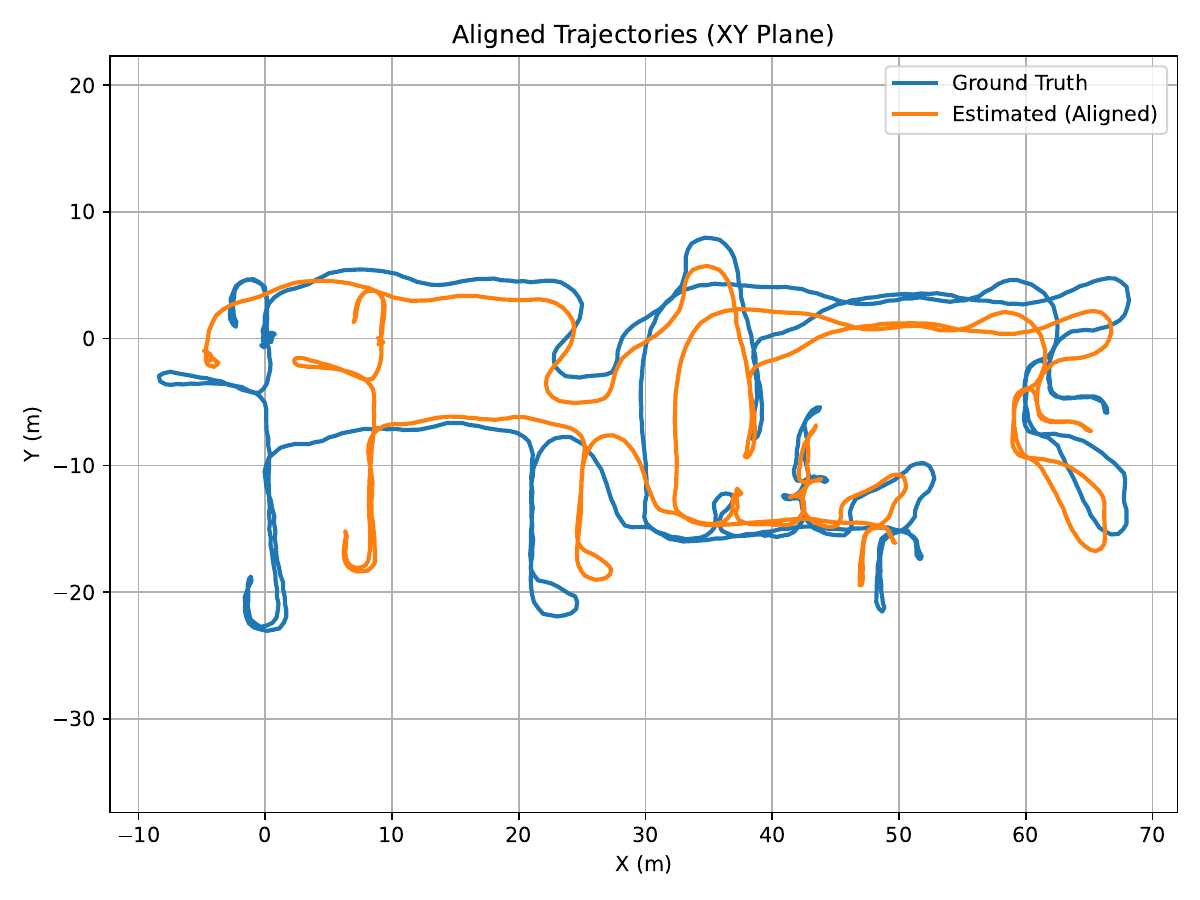 Aligned Trajectories (XY Plane)
Ground Truth
Estimated (Aligned)
20
10
0
−10
−20
−30
Y (m)
−10 0 10 20 30 40 50 60 70
X (m)